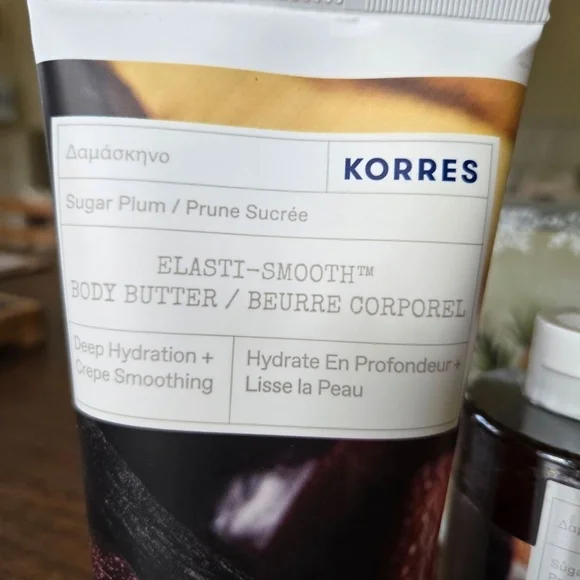 Δαμάσκηνο
KORRES
Sugar Plum / Prune Sucrée
ELASTI-SMOOTH™
BODY BUTTER / BEURRE CORPOREL
Deep Hydration +
Crepe Smoothing
Hydrate En Profondeur +
Lisse la Peau